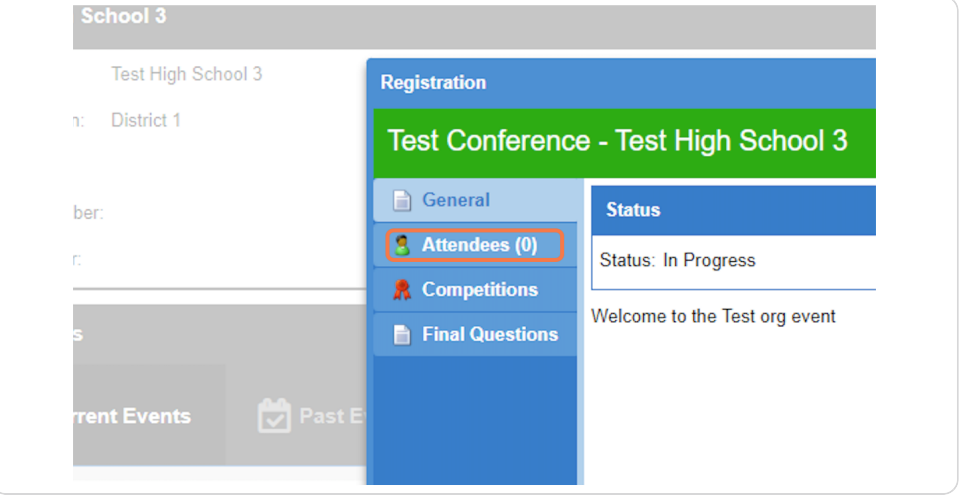 School 3
Test High School 3
n: District 1
ber:
r:
s
rrent Events
Past E
Registration
Test Conference - Test High School 3
General
Attendees (0)
Competitions
Final Questions
Status
Status: In Progress
Welcome to the Test org event